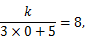 k
3 × 0 + 5 = 8,